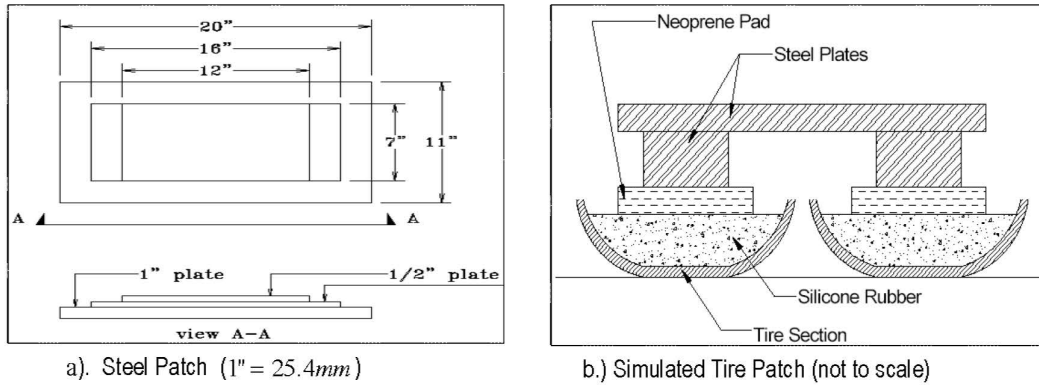 20"
16"
12"
7"
11"
A
A
1" plate
1/2" plate
view A-A
a). Steel Patch (1" = 25.4mm)
Neoprene Pad
Steel Plates
Silicone Rubber
Tire Section
b.) Simulated Tire Patch (not to scale)